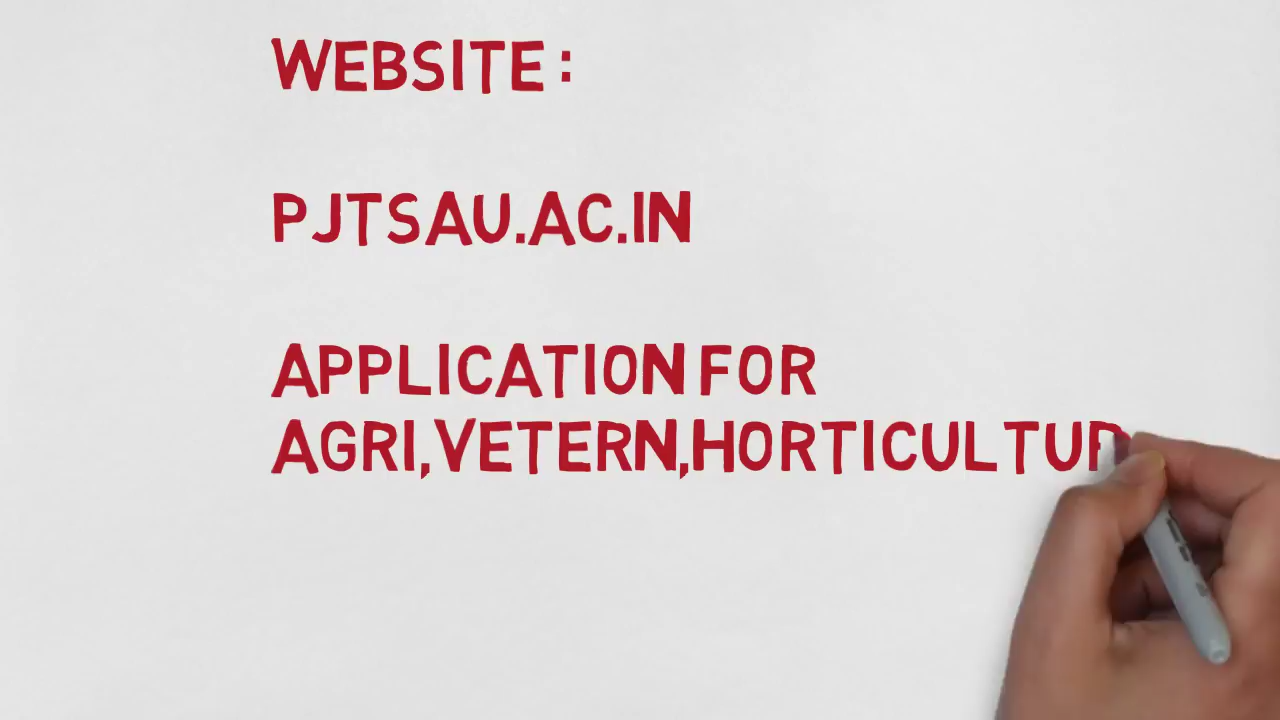 WEBSITE :
PJTSAU.AC.IN
APPLICATION FOR
AGRI,VETERN,HORTICULTUR